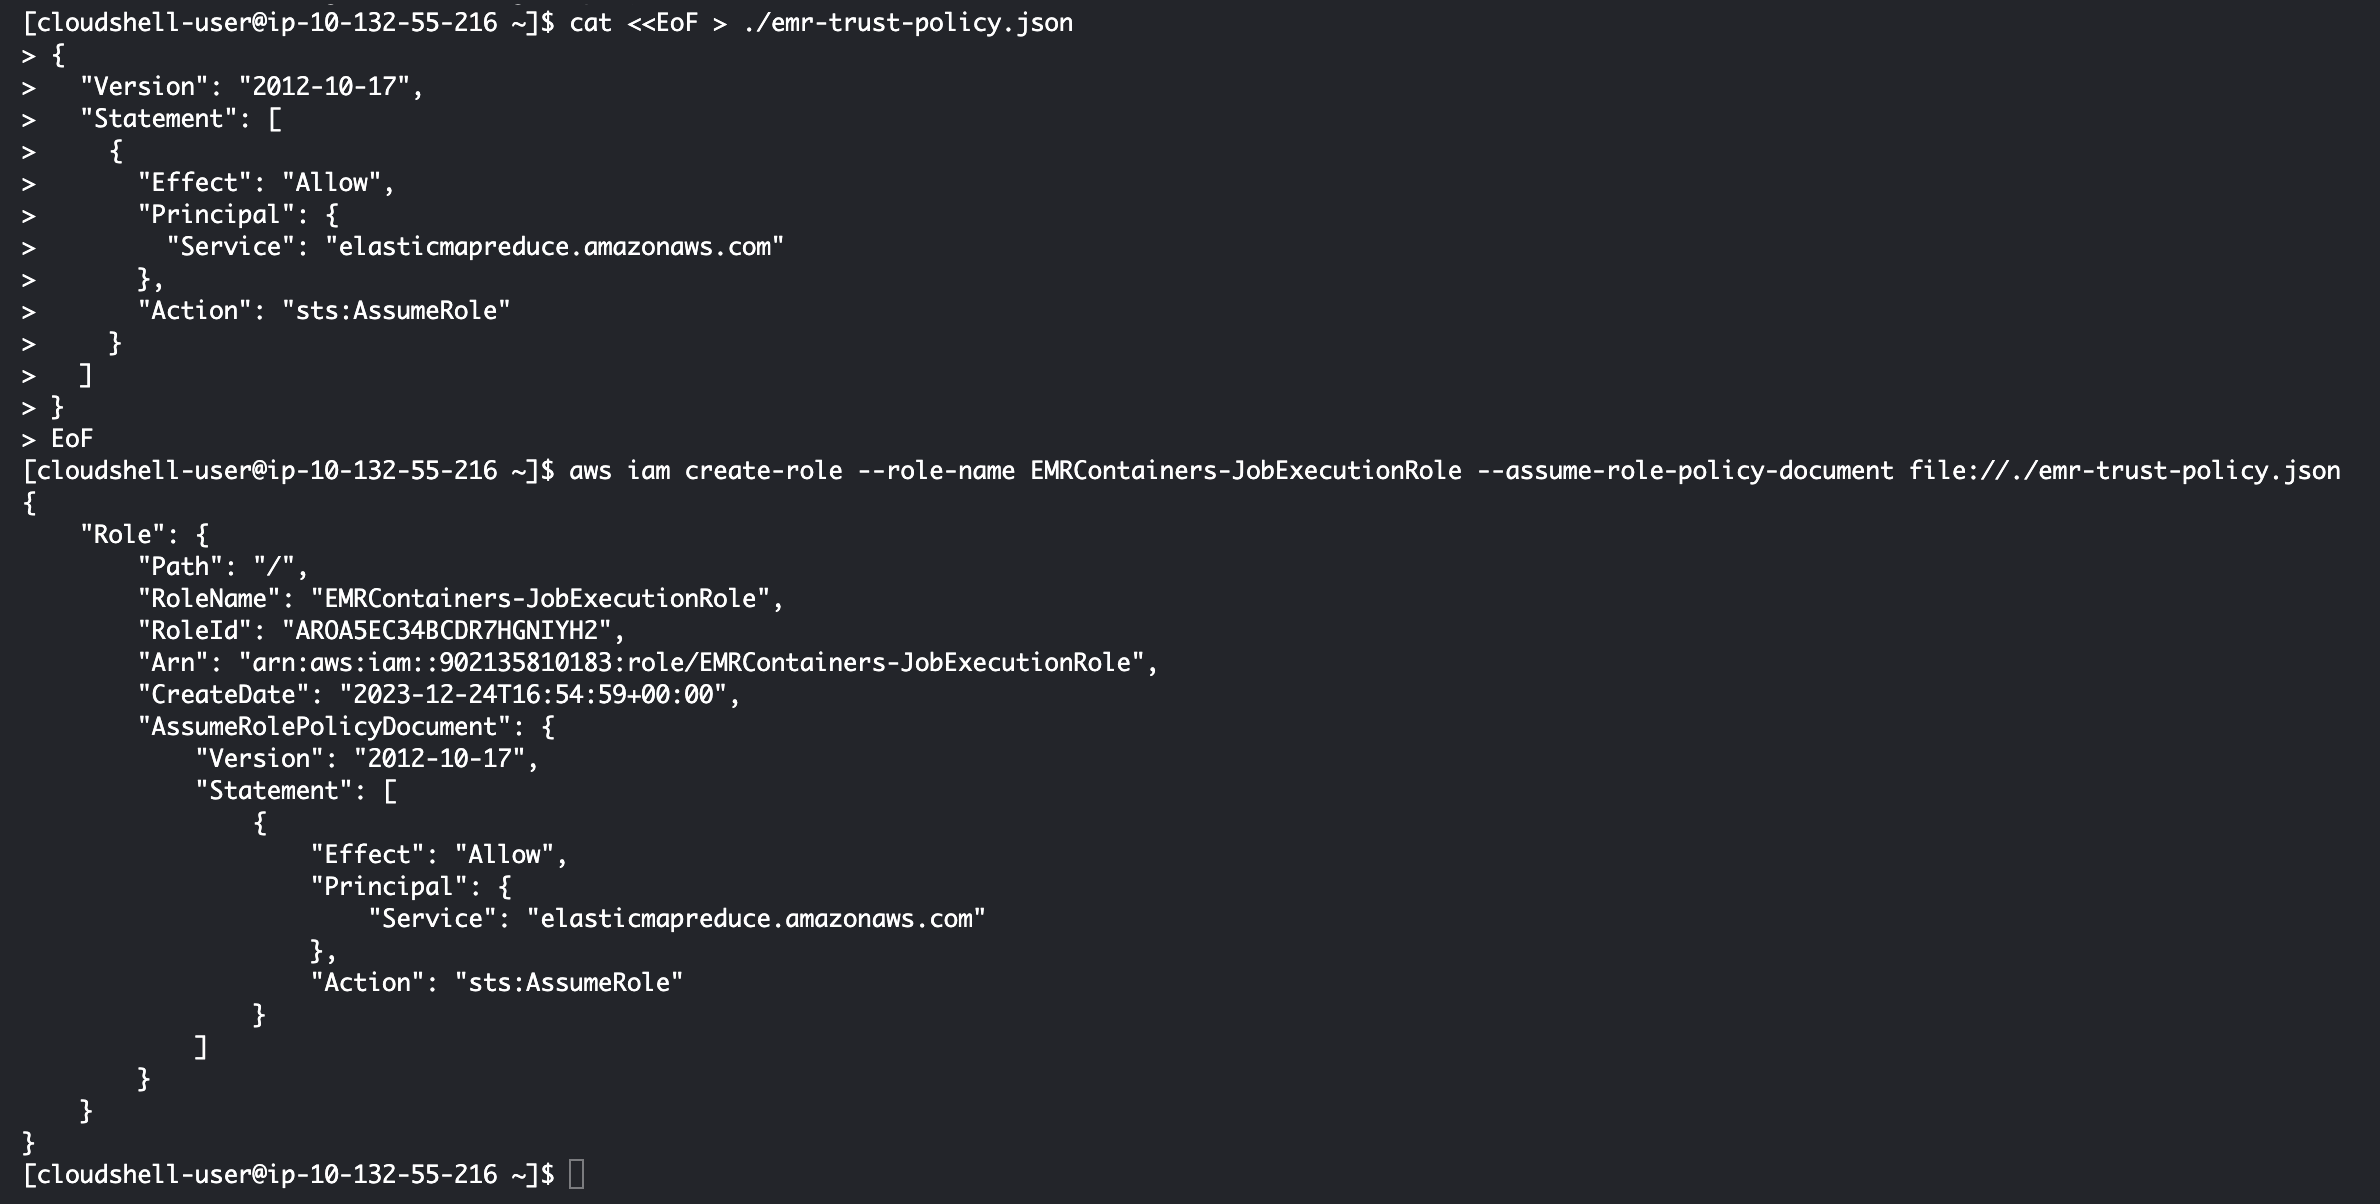 [cloudshell-user@ip-10-132-55-216 ~]$ cat <<EoF > ./emr-trust-policy.json
> {
>   "Version": "2012-10-17",
>   "Statement": [
>     {
>       "Effect": "Allow",
>       "Principal": {
>         "Service": "elasticmapreduce.amazonaws.com"
>       },
>       "Action": "sts:AssumeRole"
>     }
>   ]
> }
> EoF
[cloudshell-user@ip-10-132-55-216 ~]$ aws iam create-role --role-name EMRContainers-JobExecutionRole --assume-role-policy-document file://./emr-trust-policy.json
{
    "Role": {
        "Path": "/",
        "RoleName": "EMRContainers-JobExecutionRole",
        "RoleId": "AROA5EC34BCDR7HGNIYH2",
        "Arn": "arn:aws:iam::902135810183:role/EMRContainers-JobExecutionRole",
        "CreateDate": "2023-12-24T16:54:59+00:00",
        "AssumeRolePolicyDocument": {
            "Version": "2012-10-17",
            "Statement": [
                {
                    "Effect": "Allow",
                    "Principal": {
                        "Service": "elasticmapreduce.amazonaws.com"
                    },
                    "Action": "sts:AssumeRole"
                }
            ]
        }
    }
}
[cloudshell-user@ip-10-132-55-216 ~]$